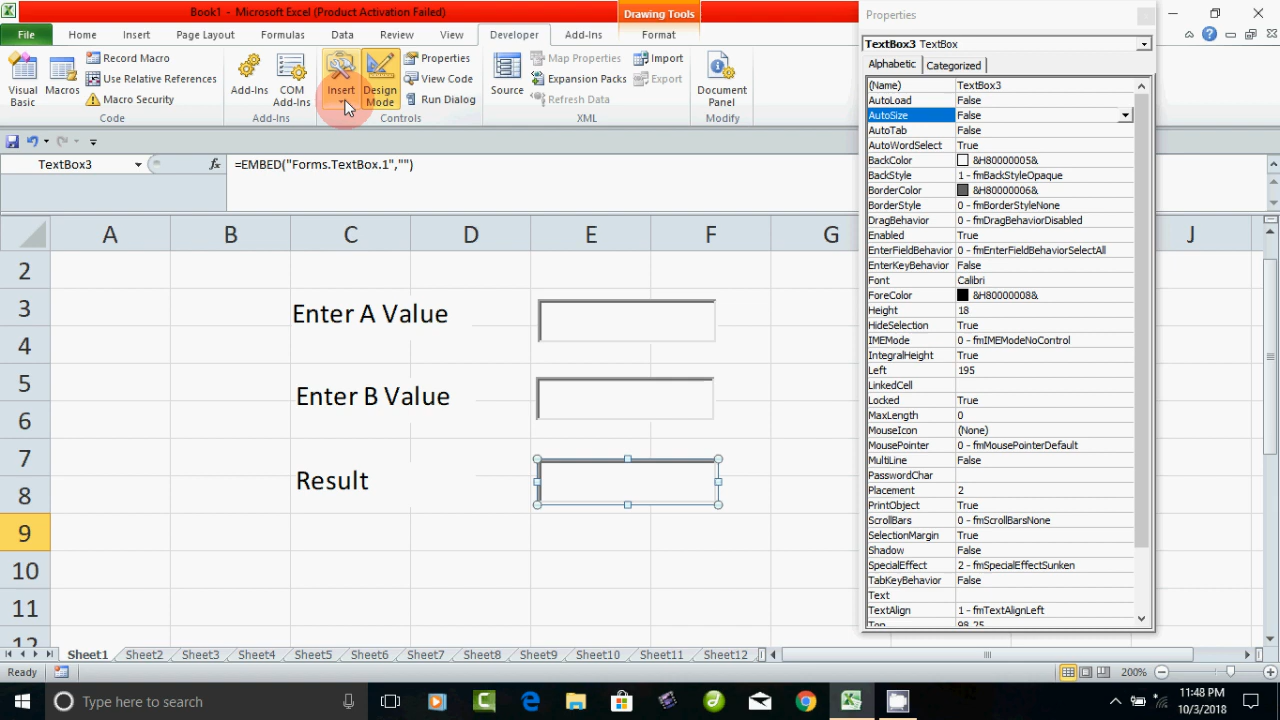 Book1 - Microsoft Excel (Product Activation Failed)
Drawing Tools
File Home Insert Page Layout Formulas Data Review View Developer Add-Ins Format
Visual Basic
Macros
Record Macro
Use Relative References
Macro Security
Code
Add-Ins
COM Add-Ins
Add-Ins
Insert
Design Mode
Properties
View Code
Run Dialog
Controls
Source
Map Properties
Expansion Packs
Refresh Data
Import
Export
XML
Document Panel
Modify
TextBox3
fx
=EMBED("Forms.TextBox.1","")
A B C D E F G J
2
3
4
5
6
7
8
9
10
11
12
Enter A Value
Enter B Value
Result
Properties
TextBox3 TextBox
Alphabetic Categorized
(Name) TextBox3
AutoLoad False
AutoSize False
AutoTab False
AutoWordSelect True
BackColor &H80000005&
BackStyle 1 - fmBackStyleOpaque
BorderColor &H80000006&
BorderStyle 0 - fmBorderStyleNone
DragBehavior 0 - fmDragBehaviorDisabled
Enabled True
EnterFieldBehavior 0 - fmEnterFieldBehaviorSelectAll
EnterKeyBehavior False
Font Calibri
ForeColor &H80000008&
Height 18
HideSelection True
IMEMode 0 - fmIMEModeNoControl
IntegralHeight True
Left 195
LinkedCell
Locked True
MaxLength 0
MouseIcon (None)
MousePointer 0 - fmMousePointerDefault
MultiLine False
PasswordChar
Placement 2
PrintObject True
ScrollBars 0 - fmScrollBarsNone
SelectionMargin True
Shadow False
SpecialEffect 2 - fmSpecialEffectSunken
TabKeyBehavior False
Text
TextAlign 1 - fmTextAlignLeft
Top 98.25
Sheet1 Sheet2 Sheet3 Sheet4 Sheet5 Sheet6 Sheet7 Sheet8 Sheet9 Sheet10 Sheet11 Sheet12
Ready
200%
Type here to search
11:48 PM
10/3/2018